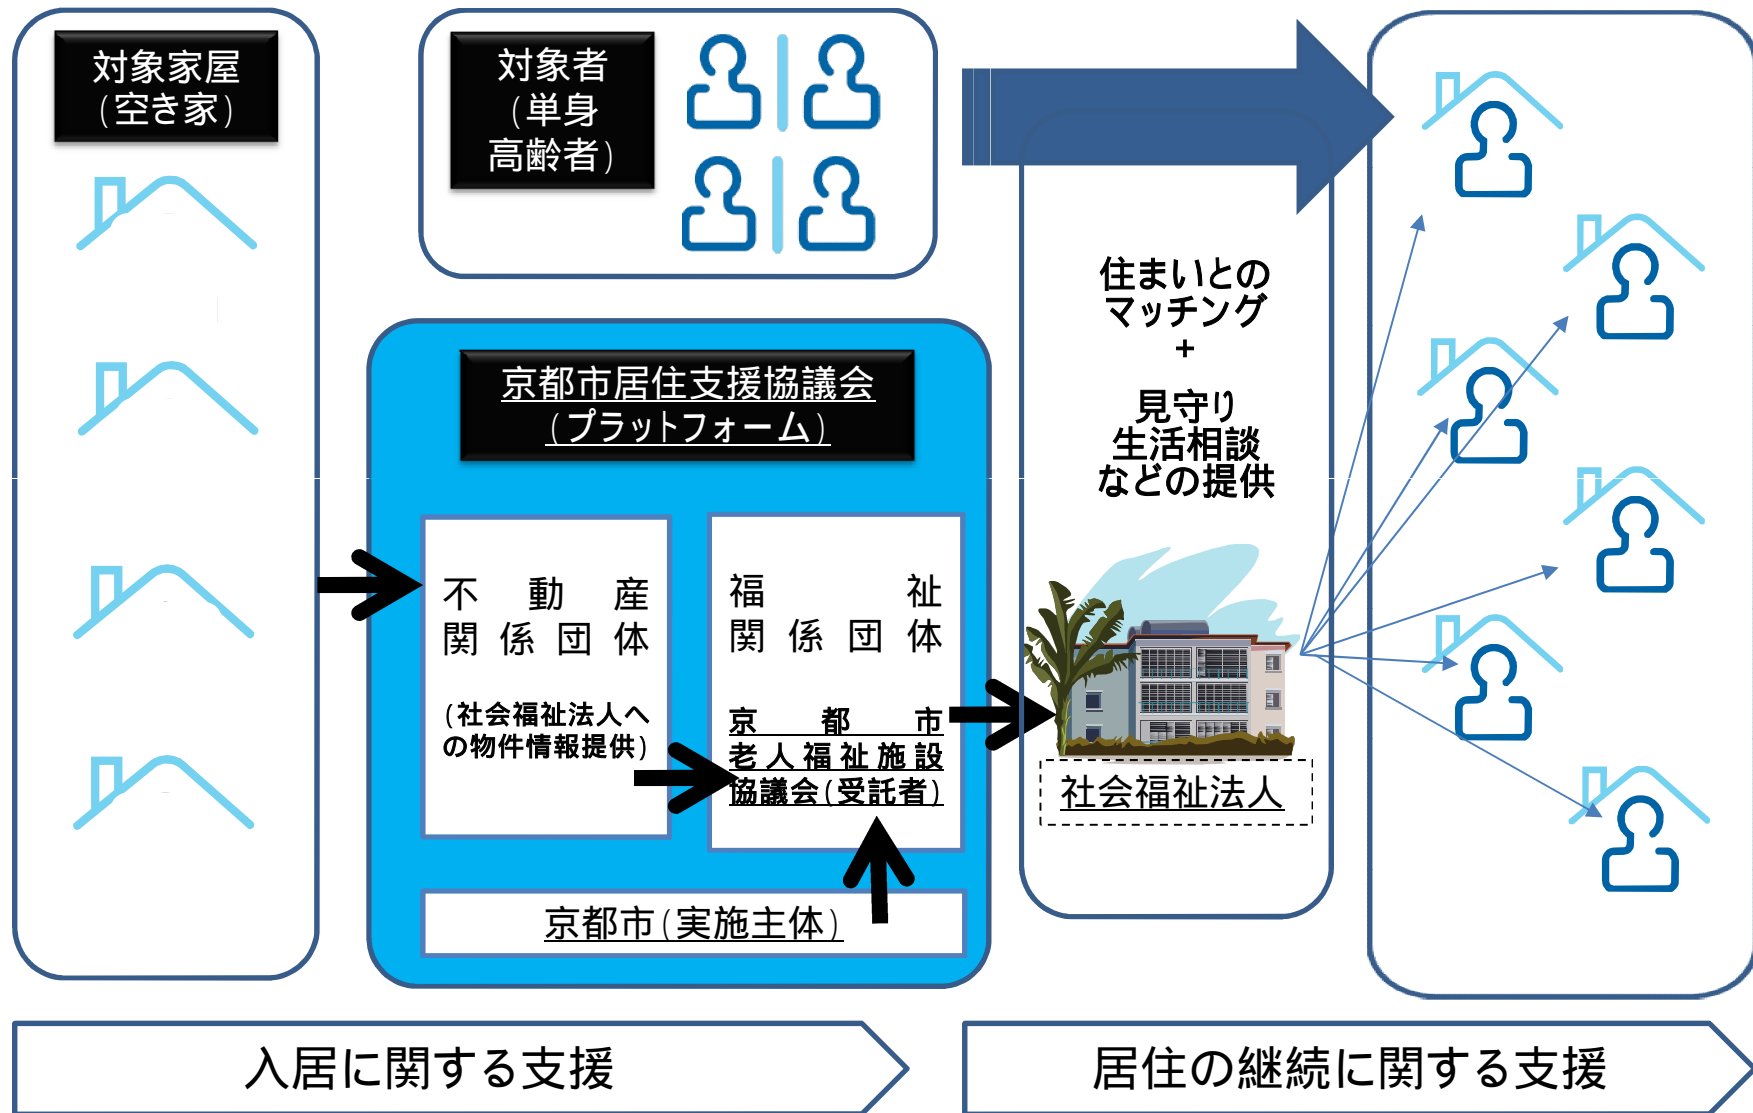 対象家屋
(空き家)
対象者
(単身
高齢者)
京都市居住支援協議会
(プラットフォーム)
不動産
関係団体
(社会福祉法人へ
の物件情報提供)
福祉
関係団体
京都市
老人福祉施設
協議会(受託者)
京都市(実施主体)
住まいとの
マッチング
+
見守り
生活相談
などの提供
社会福祉法人
入居に関する支援
居住の継続に関する支援